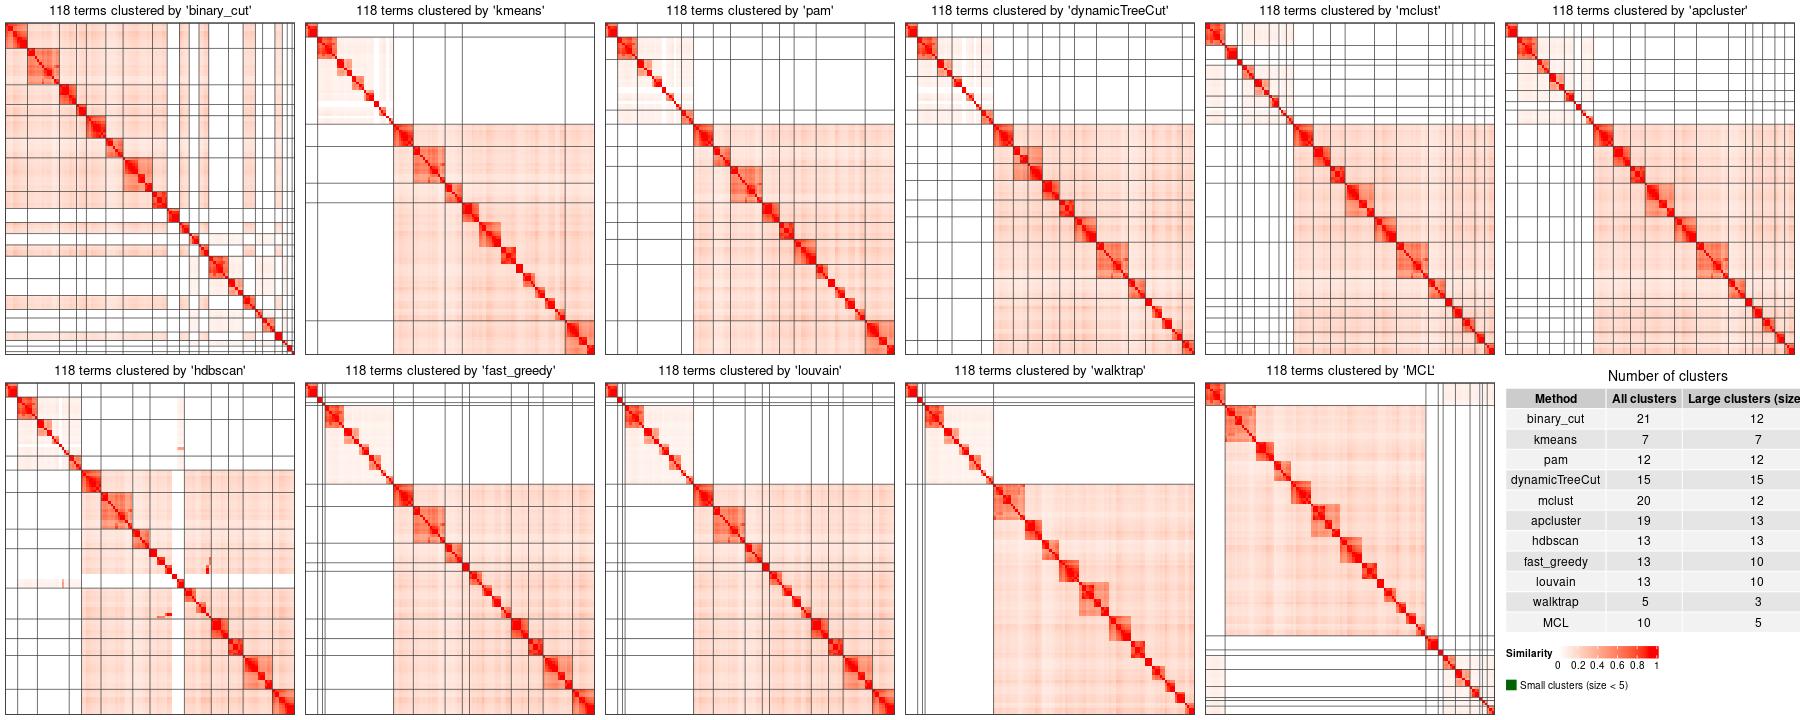 118 terms clustered by 'binary_cut'
118 terms clustered by 'kmeans'
118 terms clustered by 'pam'
118 terms clustered by 'dynamicTreeCut'
118 terms clustered by 'mclust'
118 terms clustered by 'apcluster'
118 terms clustered by 'hdbscan'
118 terms clustered by 'fast_greedy'
118 terms clustered by 'louvain'
118 terms clustered by 'walktrap'
118 terms clustered by 'MCL'
Number of clusters
Method All clusters Large clusters (size
binary_cut 21 12
kmeans 7 7
pam 12 12
dynamicTreeCut 15 15
mclust 20 12
apcluster 19 13
hdbscan 13 13
fast_greedy 13 10
louvain 13 10
walktrap 5 3
MCL 10 5
Similarity
0 0.2 0.4 0.6 0.8 1
Small clusters (size < 5)